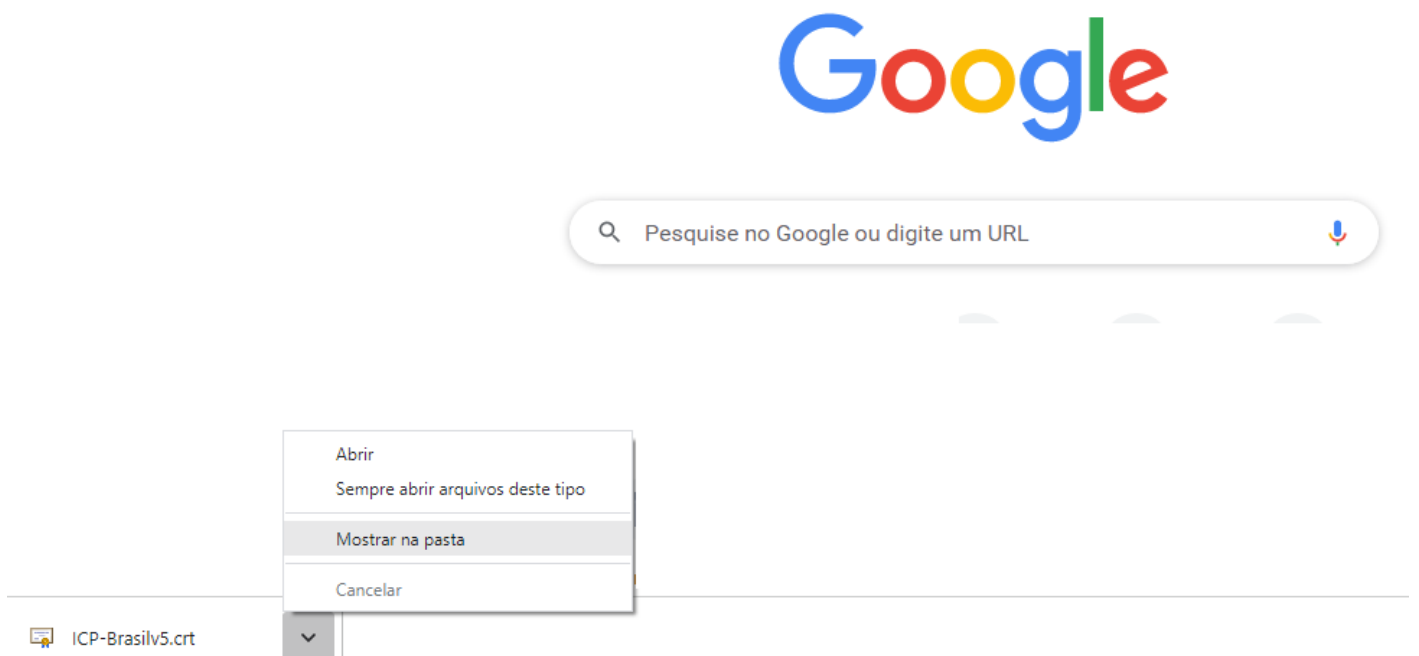 Google
Pesquise no Google ou digite um URL
Abrir
Sempre abrir arquivos deste tipo
Mostrar na pasta
Cancelar
ICP-Brasilv5.crt